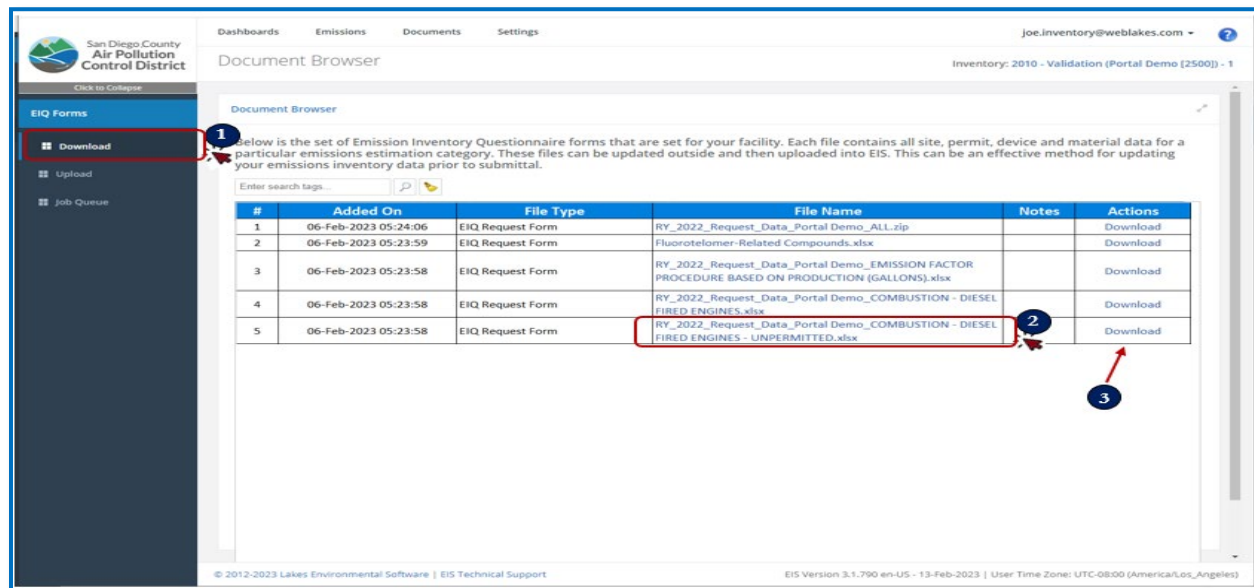 San Diego County
Air Pollution
Control District
Dashboards Emissions Documents Settings
joe.inventory@weblakes.com
?
Document Browser
Inventory: 2010 - Validation (Portal Demo [2500]) - 1
Click to Collapse
EIQ Forms
Download
Upload
Job Queue
1
Document Browser
Below is the set of Emission Inventory Questionnaire forms that are set for your facility. Each file contains all site, permit, device and material data for a
particular emissions estimation category. These files can be updated outside and then uploaded into EIS. This can be an effective method for updating
your emissions inventory data prior to submittal.
Enter search tags...
# Added On File Type File Name Notes Actions
1 06-Feb-2023 05:24:06 EIQ Request Form RY_2022_Request_Data_Portal Demo_ALL.zip Download
2 06-Feb-2023 05:23:59 EIQ Request Form Fluorotelomer-Related Compounds.xlsx Download
3 06-Feb-2023 05:23:58 EIQ Request Form RY_2022_Request_Data_Portal Demo_EMISSION FACTOR
PROCEDURE BASED ON PRODUCTION (GALLONS).xlsx Download
4 06-Feb-2023 05:23:58 EIQ Request Form RY_2022_Request_Data_Portal Demo_COMBUSTION - DIESEL
FIRED ENGINES.xlsx Download
5 06-Feb-2023 05:23:58 EIQ Request Form RY_2022_Request_Data_Portal Demo_COMBUSTION - DIESEL
FIRED ENGINES - UNPERMITTED.xlsx Download
2
3
© 2012-2023 Lakes Environmental Software | EIS Technical Support
EIS Version 3.1.790 en-US - 13-Feb-2023 | User Time Zone: UTC-08:00 (America/Los_Angeles)